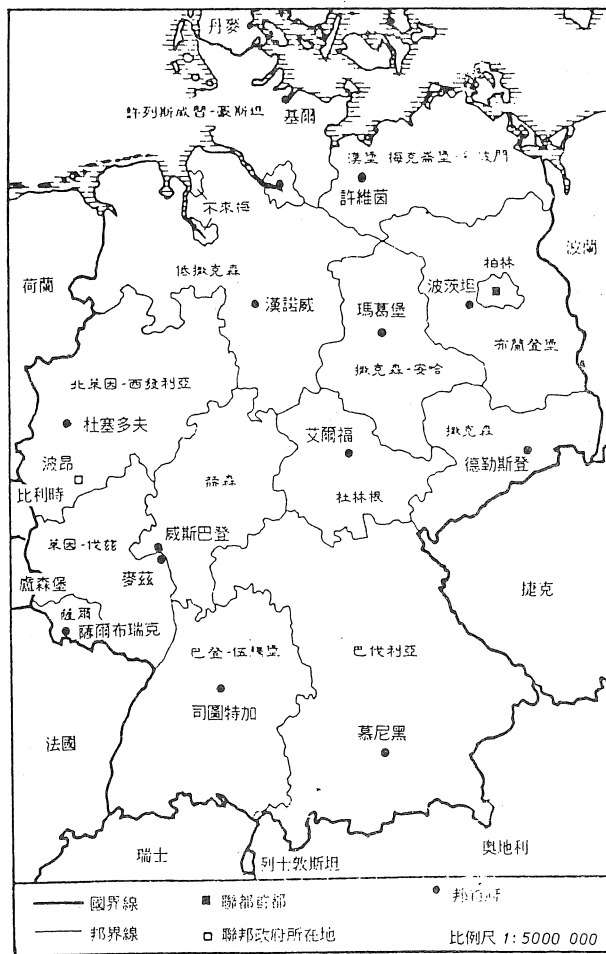 丹麥
許列斯威習-豪斯坦
基爾
漢堡 梅克崙堡
許維茵
不來梅
波蘭
荷蘭
低撒克森
柏林
漢諾威
瑪葛堡
波茨坦
布蘭登堡
撒克森-安哈
北萊因-西發利亞
杜塞多夫
艾爾福
撒克森
德勒斯登
波昂
比利時
赫森
杜林根
威斯巴登
萊因-伐茲
麥茲
盧森堡
薩爾
薩爾布瑞克
捷克
巴登-伍騰堡
巴代利亞
司圖特加
慕尼黑
法國
瑞士
列士敦斯坦
奧地利
國界線
聯都首都
邦界線
聯邦政府所在地
比例尺 1:5000 000